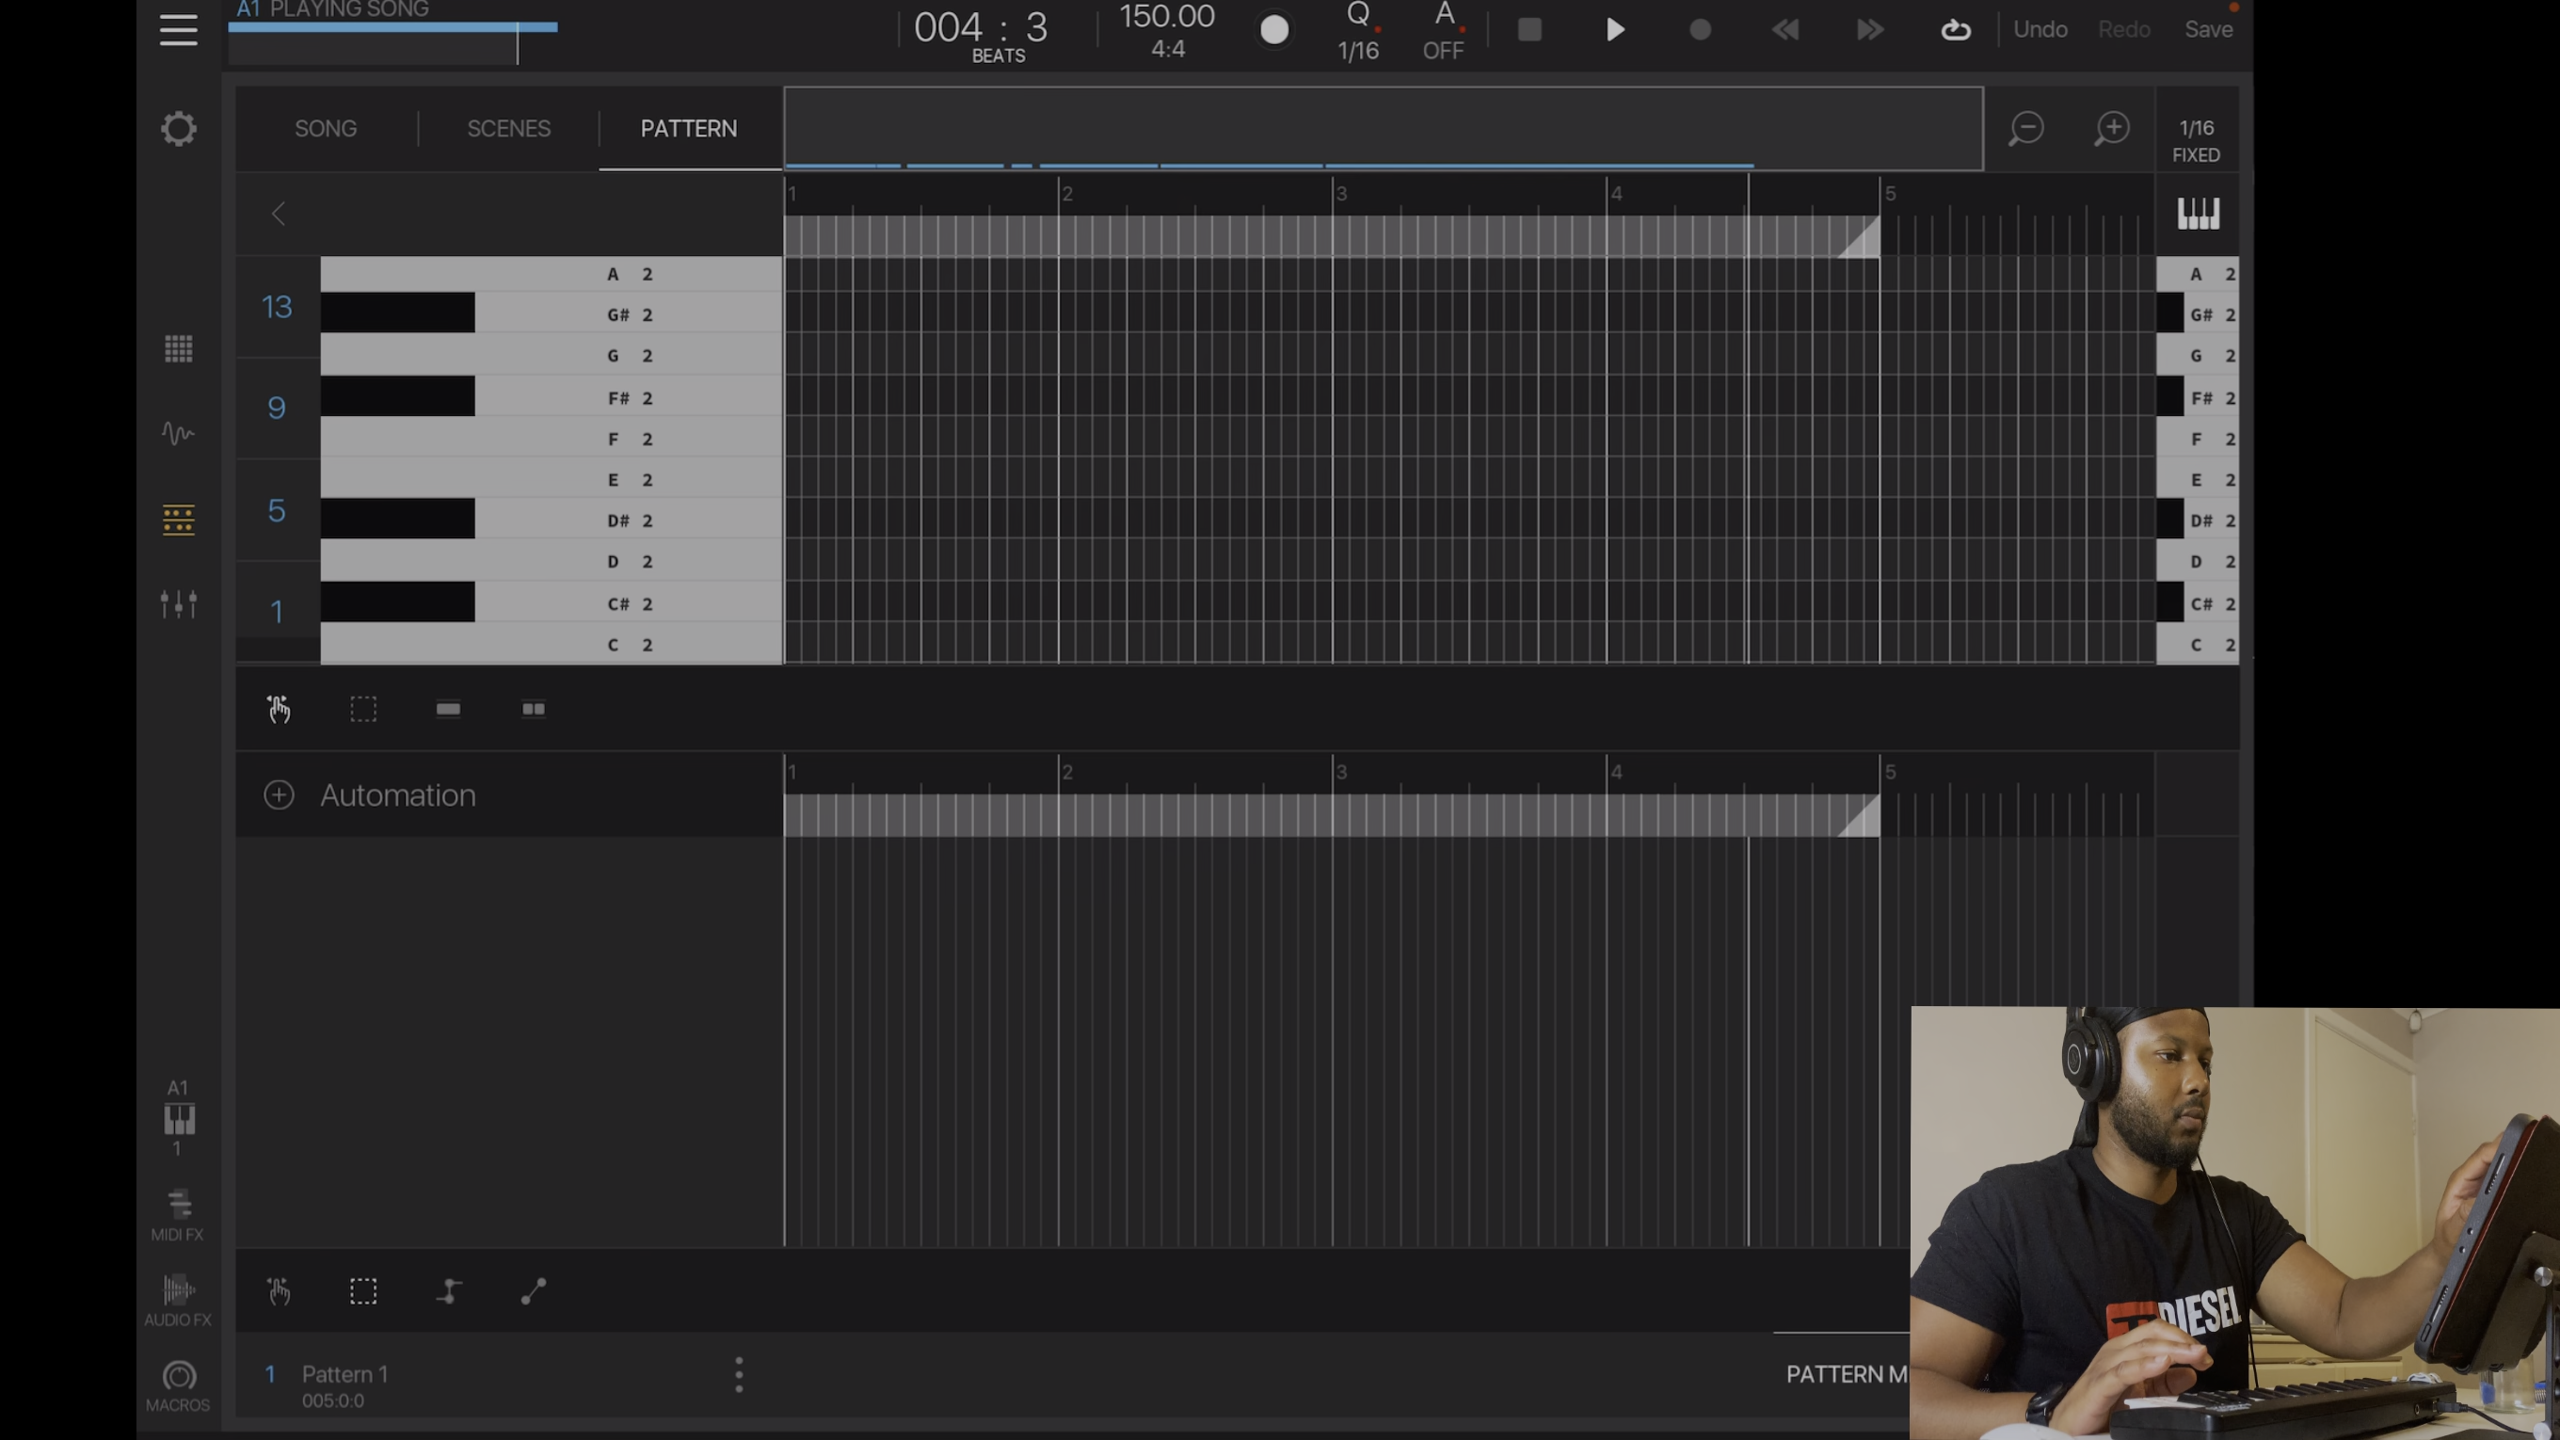 A1 PLAYING SONG
004 : 3
BEATS
150.00
4:4
Q
1/16
A
OFF
Undo
Redo
Save
SONG
SCENES
PATTERN
1/16
FIXED
1
2
3
4
5
13
9
5
1
A 2
G# 2
G 2
F# 2
F 2
E 2
D# 2
D 2
C# 2
C 2
A 2
G# 2
G 2
F# 2
F 2
E 2
D# 2
D 2
C# 2
C 2
Automation
1
2
3
4
5
A1
1
MIDI FX
AUDIO FX
MACROS
1 Pattern 1
005:0:0
PATTERN M
DIESEL